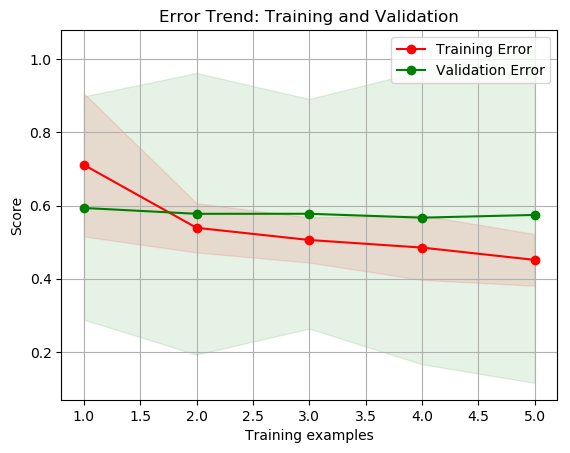 Error Trend: Training and Validation
Training Error
Validation Error
Score
1.0
0.8
0.6
0.4
0.2
1.0 1.5 2.0 2.5 3.0 3.5 4.0 4.5 5.0
Training examples